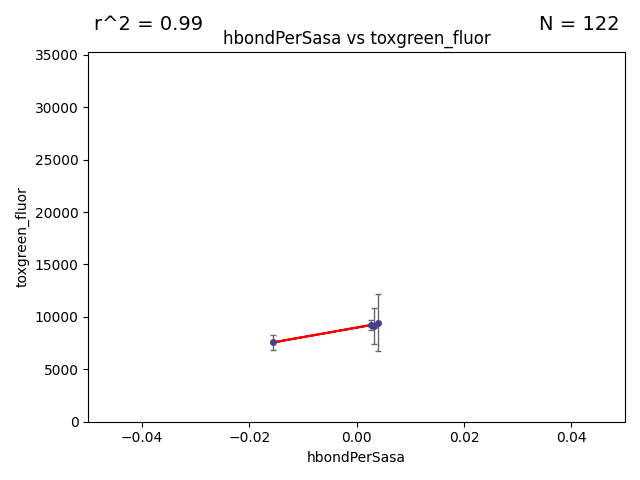 r^2 = 0.99
N = 122
hbondPerSasa vs toxgreen_fluor
35000
30000
25000
20000
15000
10000
5000
0
toxgreen_fluor
−0.04
−0.02
0.00
0.02
0.04
hbondPerSasa